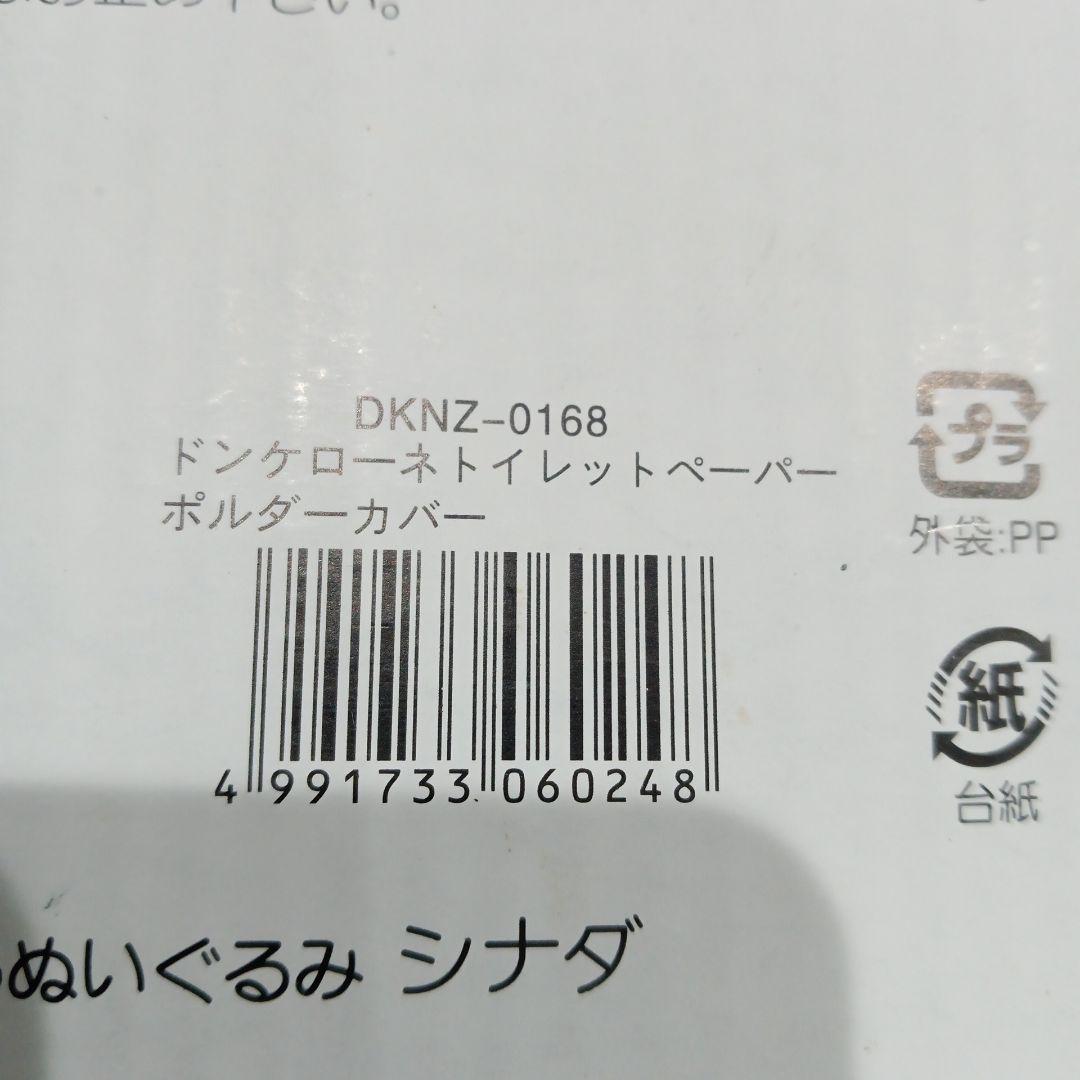 DKNZ-0168
ドンケローネトイレットペーパー
ポルダーカバー
4 991733 060248
プラ
外袋:PP
紙
台紙
ぬいぐるみ シナダ